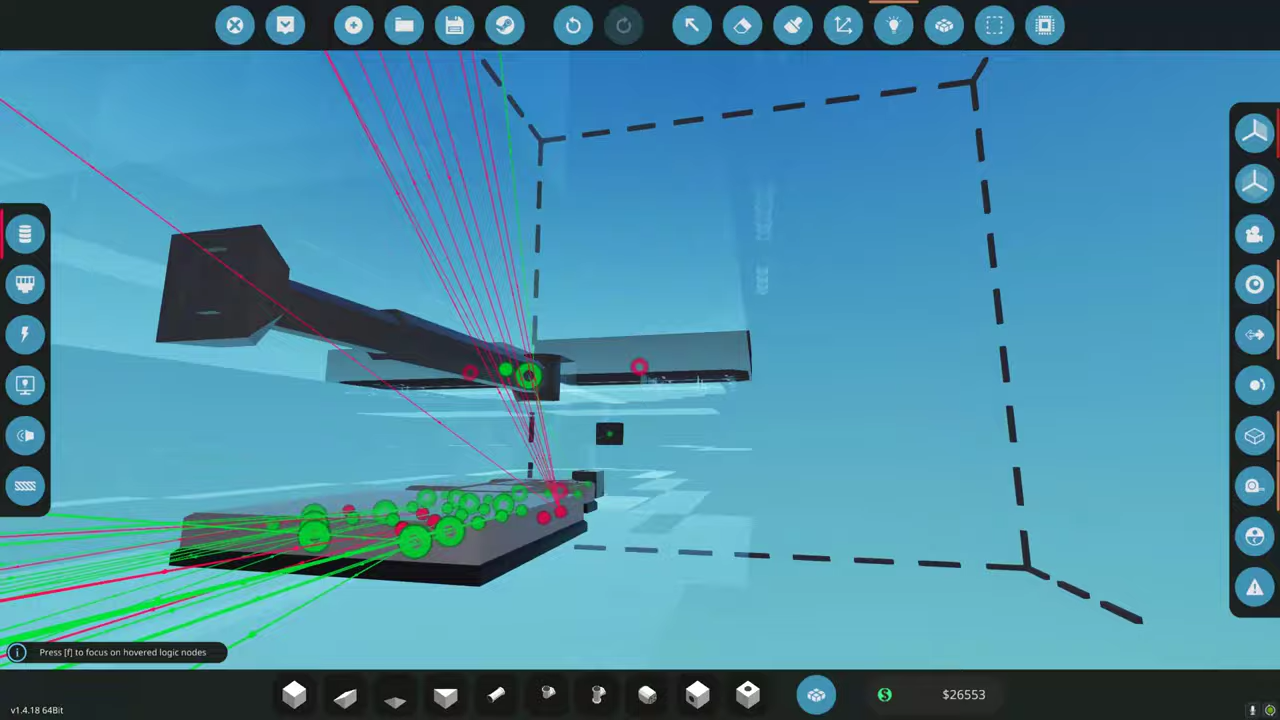 Press [f] to focus on hovered logic nodes
$26553
v1.4.18 64Bit